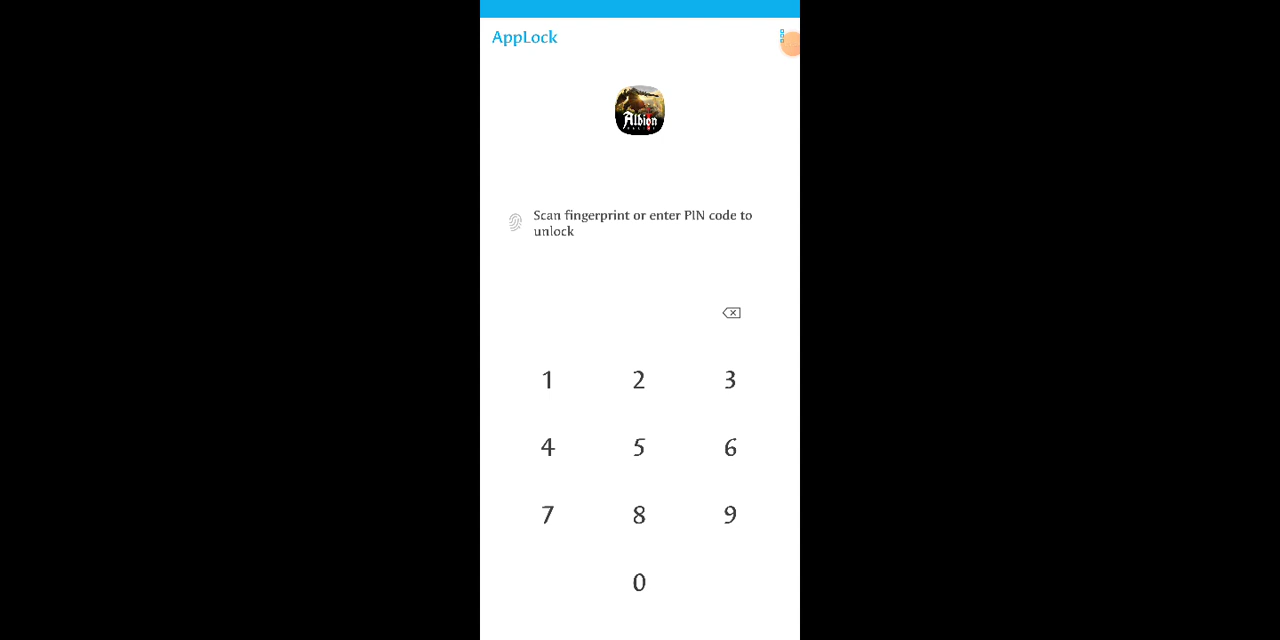 AppLock
Albion
ONLINE
Scan fingerprint or enter PIN code to
unlock
1 2 3
4 5 6
7 8 9
0